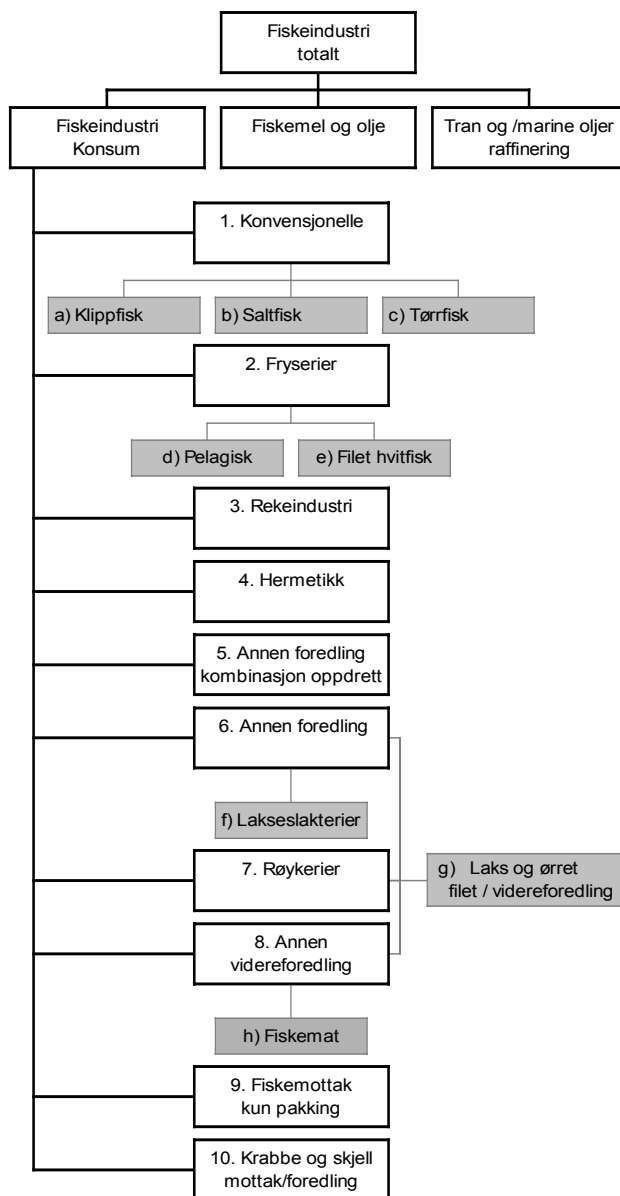 Fiskeindustri
totalt
Fiskeindustri
Konsum
Fiskemel og olje
Tran og /marine oljer
raffinering
1. Konvensjonelle
a) Klippfisk
b) Saltfisk
c) Tørrfisk
2. Fryserier
d) Pelagisk
e) Filet hvitfisk
3. Rekeindustri
4. Hermetikk
5. Annen foredling
kombinasjon oppdrett
6. Annen foredling
f) Lakseslakterier
7. Røykerier
g) Laks og ørret
filet / videreforedling
8. Annen
videreforedling
h) Fiskemat
9. Fiskemottak
kun pakking
10. Krabbe og skjell
mottak/foredling